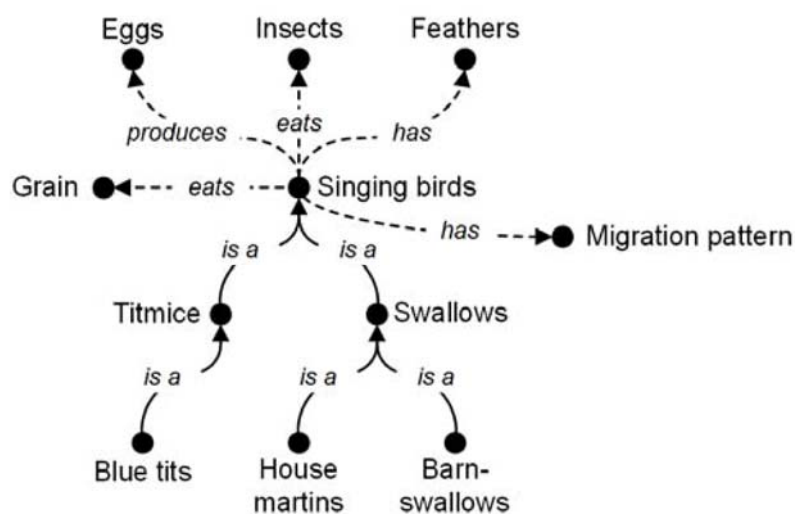 Eggs Insects Feathers
produces eats has
Grain eats Singing birds
has Migration pattern
is a is a
Titmice Swallows
is a is a is a
Blue tits House martins Barn-swallows